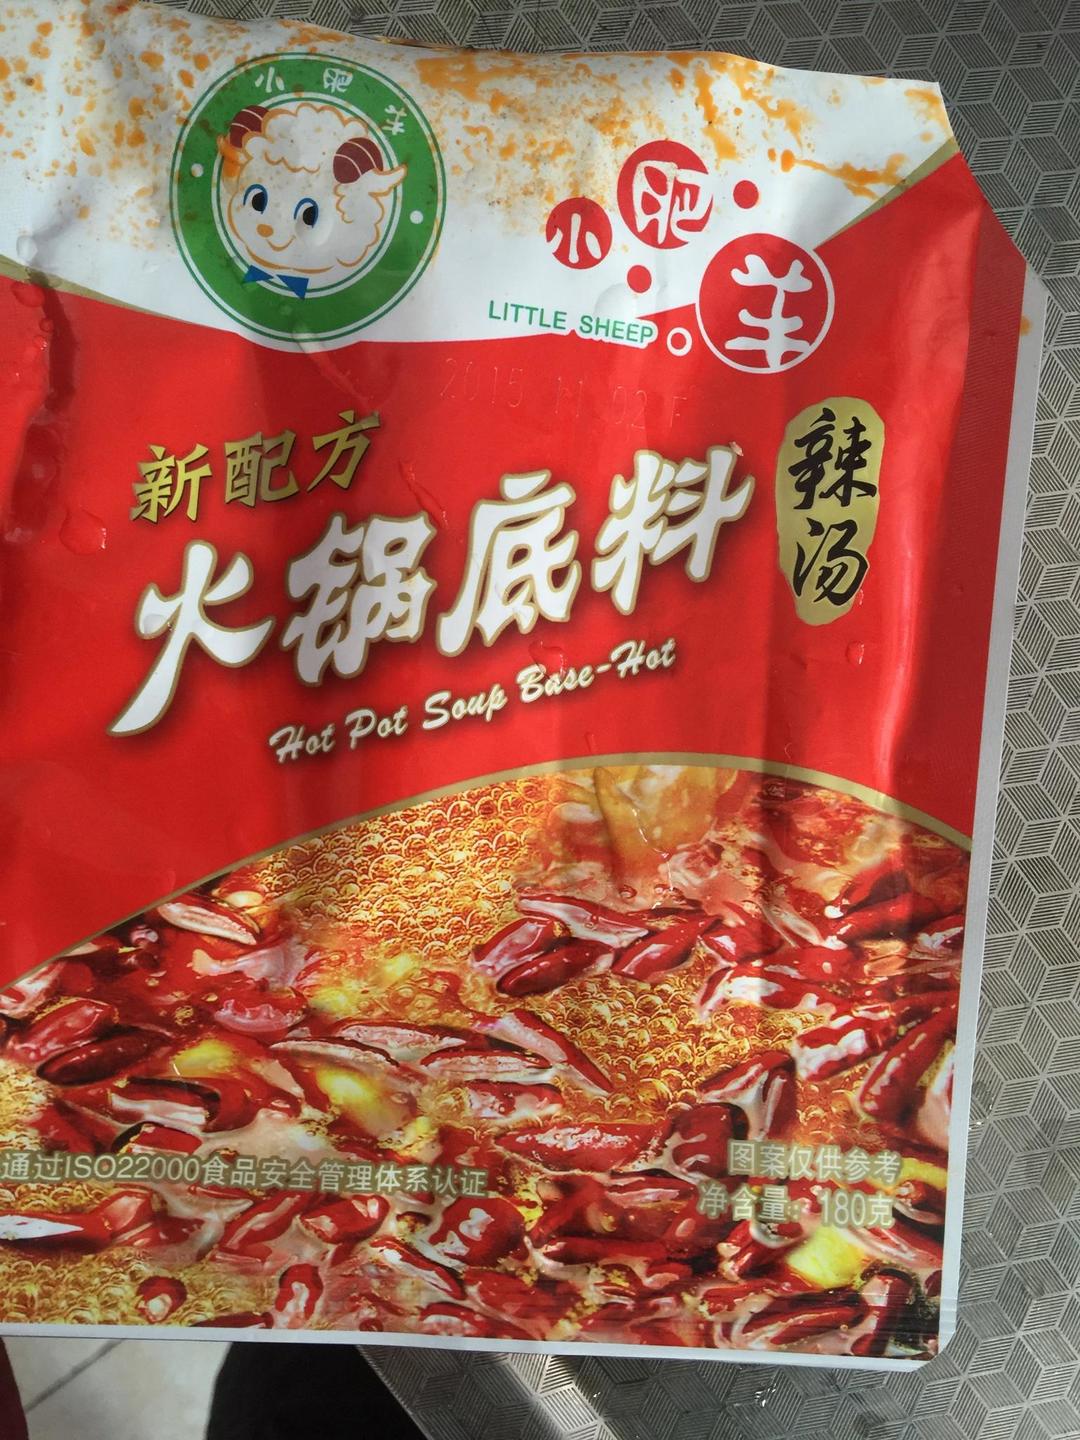 小肥羊
小肥羊
LITTLE SHEEP
2015 11 02 F
新配方
火锅底料
辣汤
Hot Pot Soup Base-Hot
通过ISO22000食品安全管理体系认证
图案仅供参考
净含量：180克